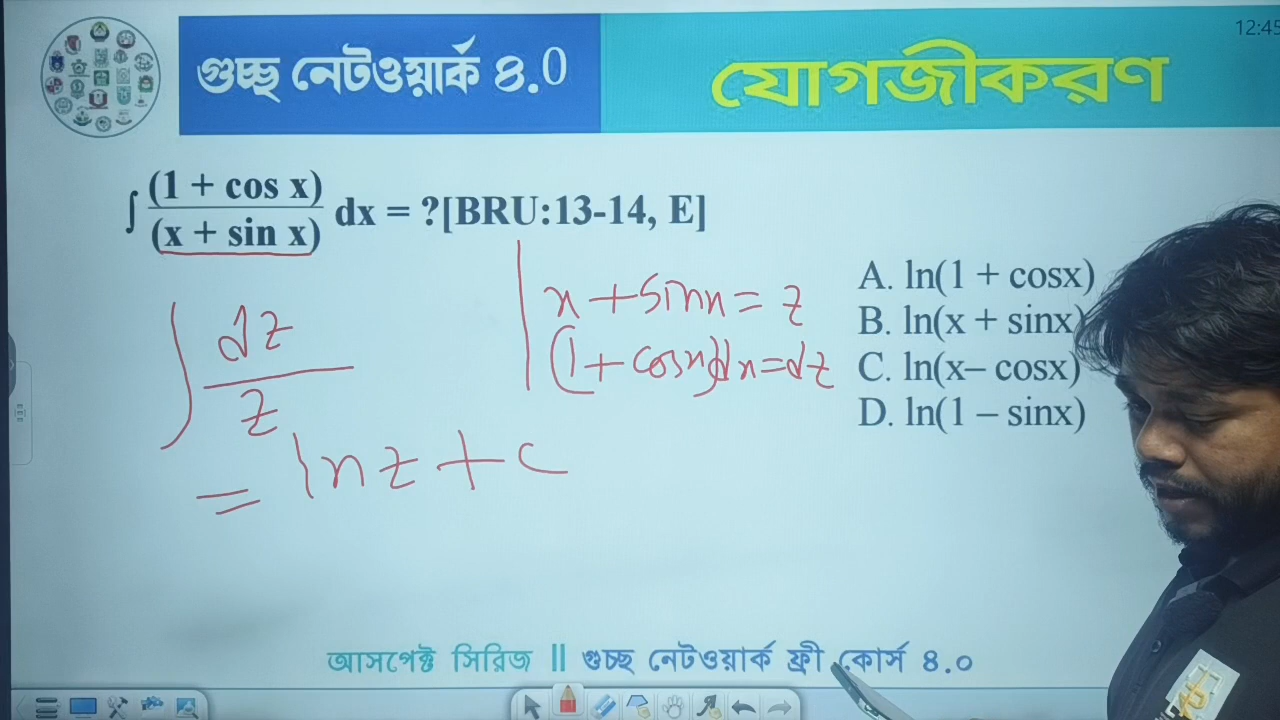 12:45
গুচ্ছ নেটওয়ার্ক ৪.0
যোগজীকরণ
∫ (1 + cos x)/(x + sin x) dx = ?[BRU:13-14, E]
A. ln(1 + cosx)
B. ln(x + sinx)
C. ln(x– cosx)
D. ln(1 – sinx)
x + sinx = z
(1 + cosx)dx = dz
∫ dz/z
= ln z + c
আসপেক্ট সিরিজ || গুচ্ছ নেটওয়ার্ক ফ্রী কোর্স ৪.০